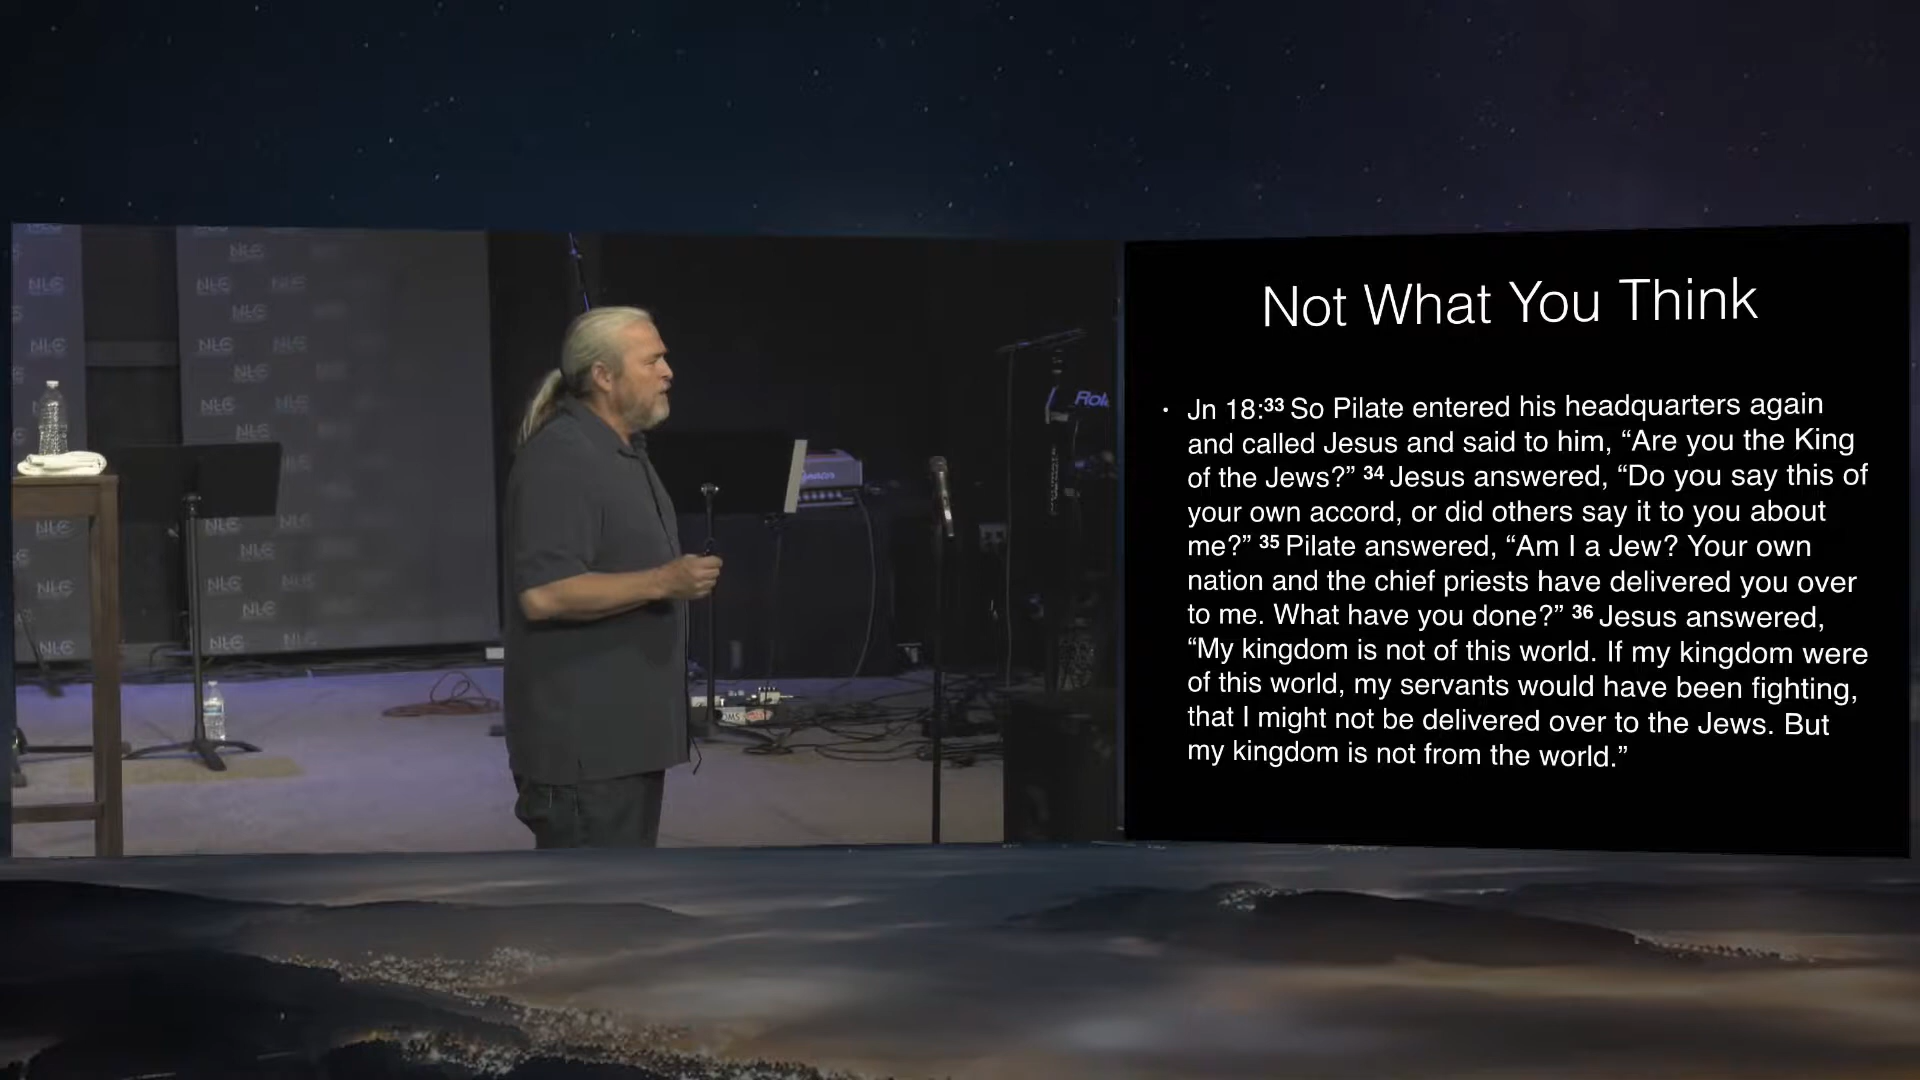 Not What You Think
• Jn 18:33 So Pilate entered his headquarters again
and called Jesus and said to him, “Are you the King
of the Jews?” 34 Jesus answered, “Do you say this of
your own accord, or did others say it to you about
me?” 35 Pilate answered, “Am I a Jew? Your own
nation and the chief priests have delivered you over
to me. What have you done?” 36 Jesus answered,
“My kingdom is not of this world. If my kingdom were
of this world, my servants would have been fighting,
that I might not be delivered over to the Jews. But
my kingdom is not from the world.”